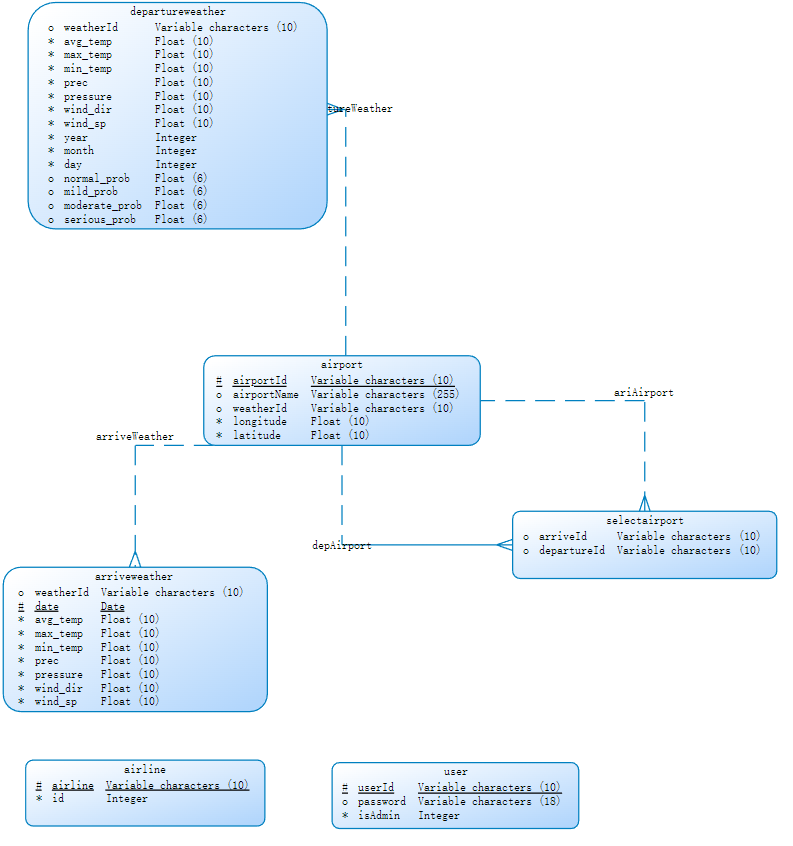 departureweather
o weatherId Variable characters (10)
* avg_temp Float (10)
* max_temp Float (10)
* min_temp Float (10)
* prec Float (10)
* pressure Float (10)
* wind_dir Float (10)
* wind_sp Float (10)
* year Integer
* month Integer
* day Integer
o normal_prob Float (6)
o mild_prob Float (6)
o moderate_prob Float (6)
o serious_prob Float (6)
tureWeather
airport
# airportId Variable characters (10)
o airportName Variable characters (255)
o weatherId Variable characters (10)
* longitude Float (10)
* latitude Float (10)
ariAirport
arriveWeather
depAirport
selectairport
o arriveId Variable characters (10)
o departureId Variable characters (10)
arriveweather
o weatherId Variable characters (10)
# date Date
* avg_temp Float (10)
* max_temp Float (10)
* min_temp Float (10)
* prec Float (10)
* pressure Float (10)
* wind_dir Float (10)
* wind_sp Float (10)
airline
# airline Variable characters (10)
* id Integer
user
# userId Variable characters (10)
o password Variable characters (18)
* isAdmin Integer